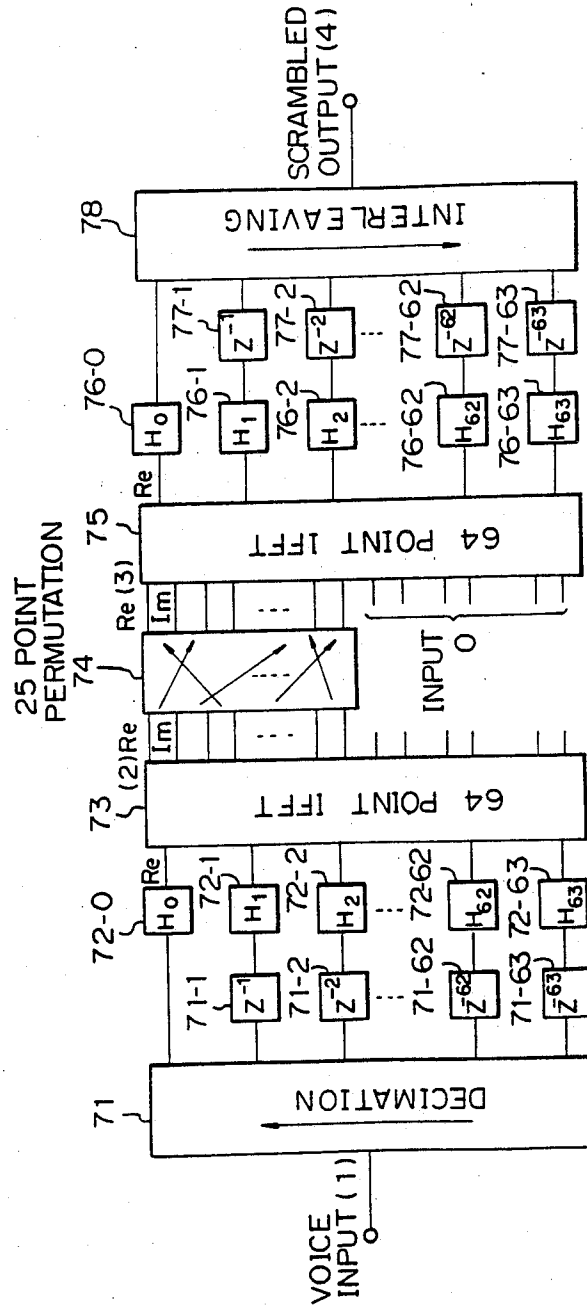 25 POINT
PERMUTATION
71
72-0
73
(2) Re
74
Re (3)
75
76-0
78
H₀
Re
Im
Im
Re
H₀
71-1
72-1
76-1
77-1
Z⁻¹
H₁
H₁
Z⁻¹
71-2
72-2
76-2
77-2
Z⁻²
H₂
H₂
Z⁻²
VOICE
INPUT (1)
DECIMATION
64 POINT IFFT
64 POINT IFFT
INTERLEAVING
SCRAMBLED
OUTPUT (4)
71-62
72-62
76-62
77-62
Z⁻⁶²
H₆₂
H₆₂
Z⁻⁶²
71-63
72-63
76-63
77-63
Z⁻⁶³
H₆₃
H₆₃
Z⁻⁶³
INPUT
0